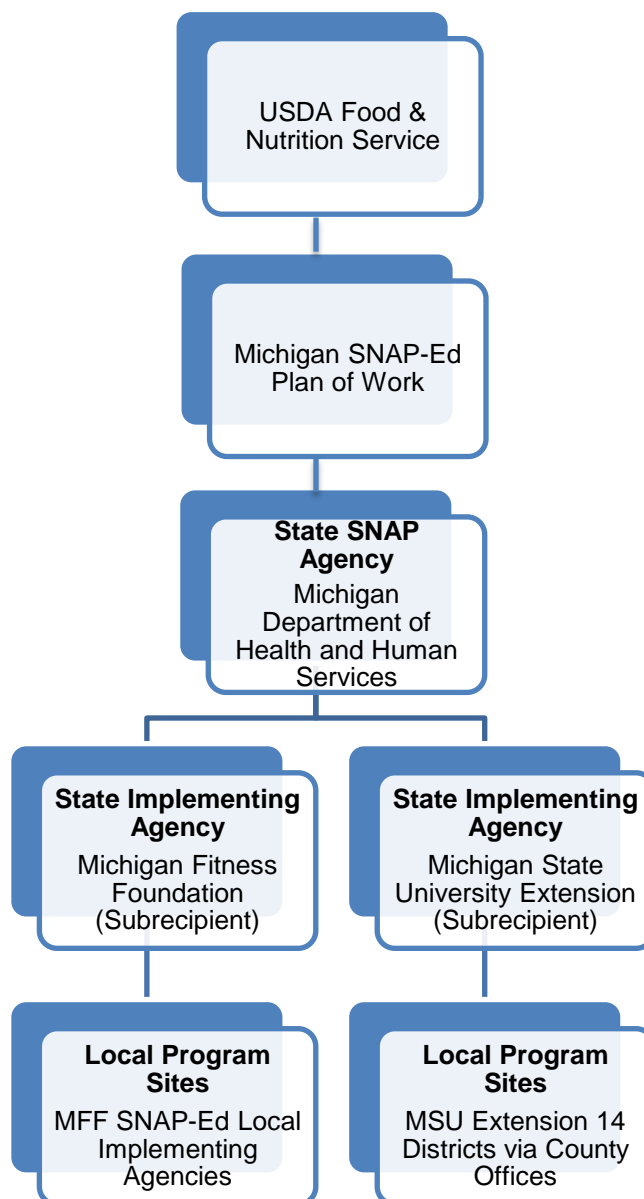 USDA Food &
Nutrition Service
Michigan SNAP-Ed
Plan of Work
State SNAP
Agency
Michigan
Department of
Health and Human
Services
State Implementing
Agency
Michigan Fitness
Foundation
(Subrecipient)
State Implementing
Agency
Michigan State
University Extension
(Subrecipient)
Local Program
Sites
MFF SNAP-Ed Local
Implementing
Agencies
Local Program
Sites
MSU Extension 14
Districts via County
Offices